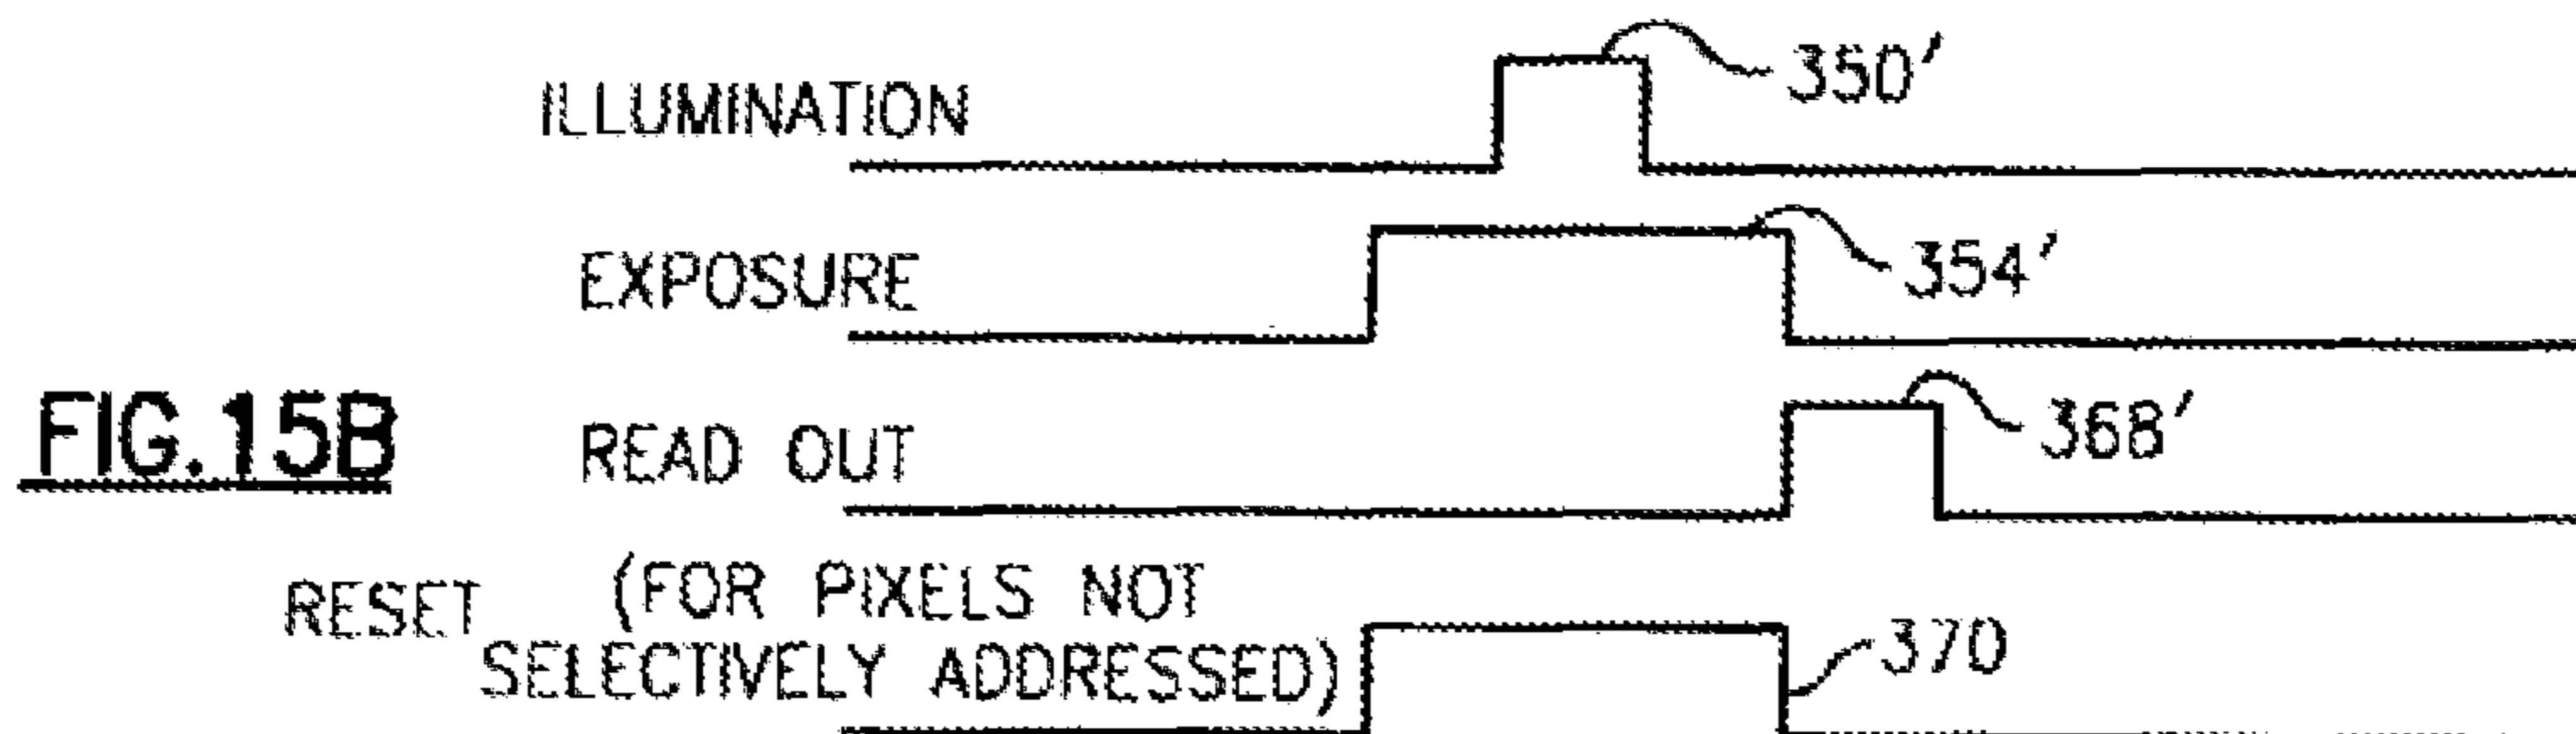 ILLUMINATION
350'
EXPOSURE
354'
FIG.15B
READ OUT
368'
RESET (FOR PIXELS NOT
SELECTIVELY ADDRESSED)
370